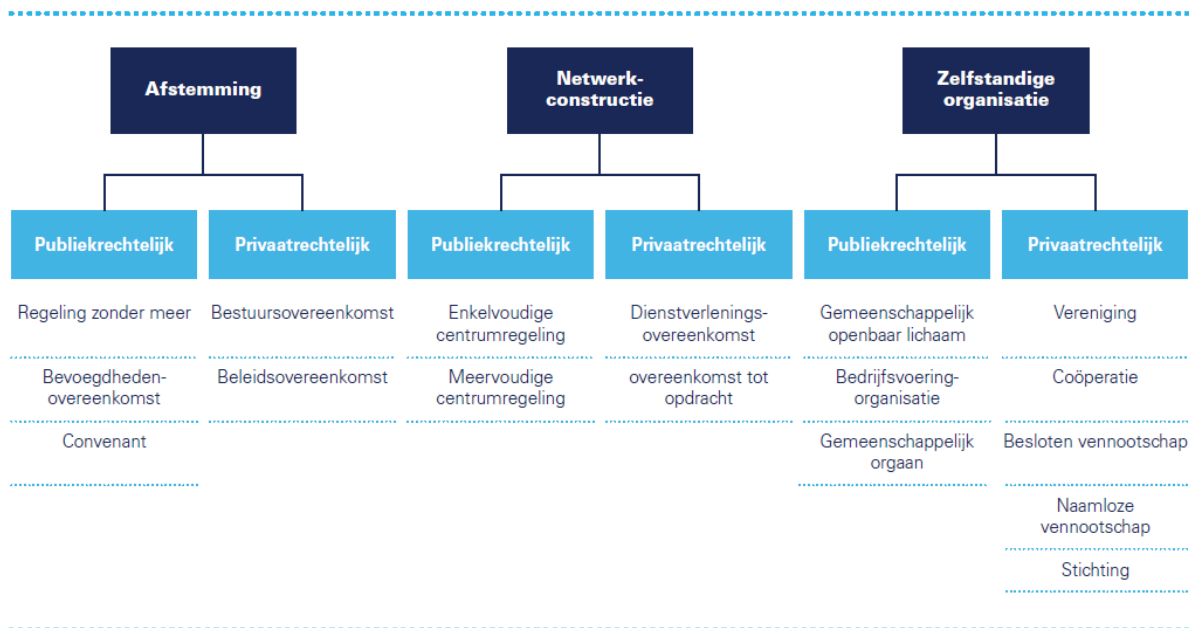 Afstemming
Netwerk-
constructie
Zelfstandige
organisatie
Publiekrechtelijk
Privaatrechtelijk
Publiekrechtelijk
Privaatrechtelijk
Publiekrechtelijk
Privaatrechtelijk
Regeling zonder meer
Bevoegdheden-
overeenkomst
Convenant
Bestuursovereenkomst
Beleidsovereenkomst
Enkelvoudige
centrumregeling
Meervoudige
centrumregeling
Dienstverlenings-
overeenkomst
overeenkomst tot
opdracht
Gemeenschappelijk
openbaar lichaam
Bedrijfsvoering-
organisatie
Gemeenschappelijk
orgaan
Vereniging
Coöperatie
Besloten vennootschap
Naamloze
vennootschap
Stichting